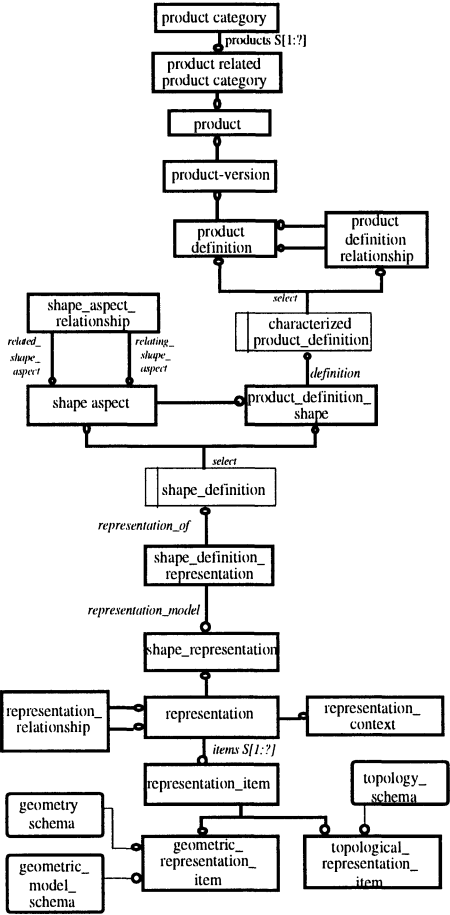 product category
products S[1:?]
product related
product category
product
product-version
product
definition
product
definition
relationship
select
characterized
product_definition
shape_aspect_
relationship
related_
shape_
aspect
relating_
shape_
aspect
definition
shape aspect
product_definition_
shape
select
shape_definition
representation_of
shape_definition_
representation
representation_model
shape_representation
representation_
relationship
representation
representation_
context
items S[1:?]
representation_item
topology_
schema
geometry
schema
geometric_
representation_
item
topological_
representation_
item
geometric_
model_
schema